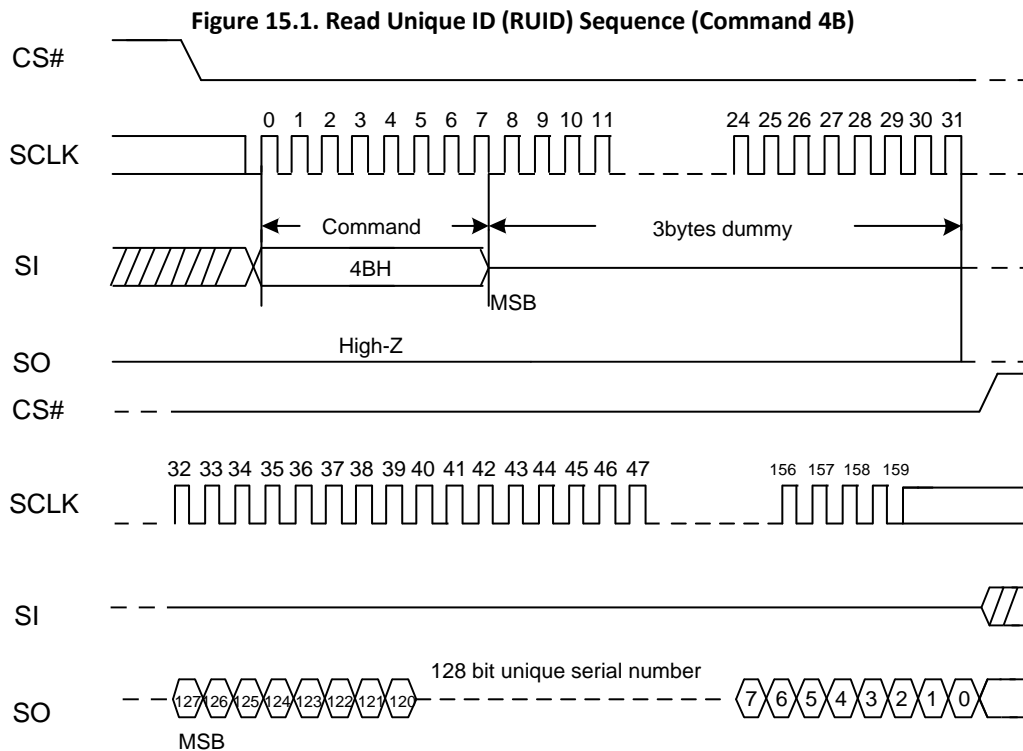 Figure 15.1. Read Unique ID (RUID) Sequence (Command 4B)
CS#
0 1 2 3 4 5 6 7 8 9 10 11 24 25 26 27 28 29 30 31
SCLK
Command 3bytes dummy
SI
4BH
MSB
High-Z
SO
CS#
32 33 34 35 36 37 38 39 40 41 42 43 44 45 46 47 156 157 158 159
SCLK
SI
128 bit unique serial number
SO 127 126 125 124 123 122 121 120 7 6 5 4 3 2 1 0
MSB